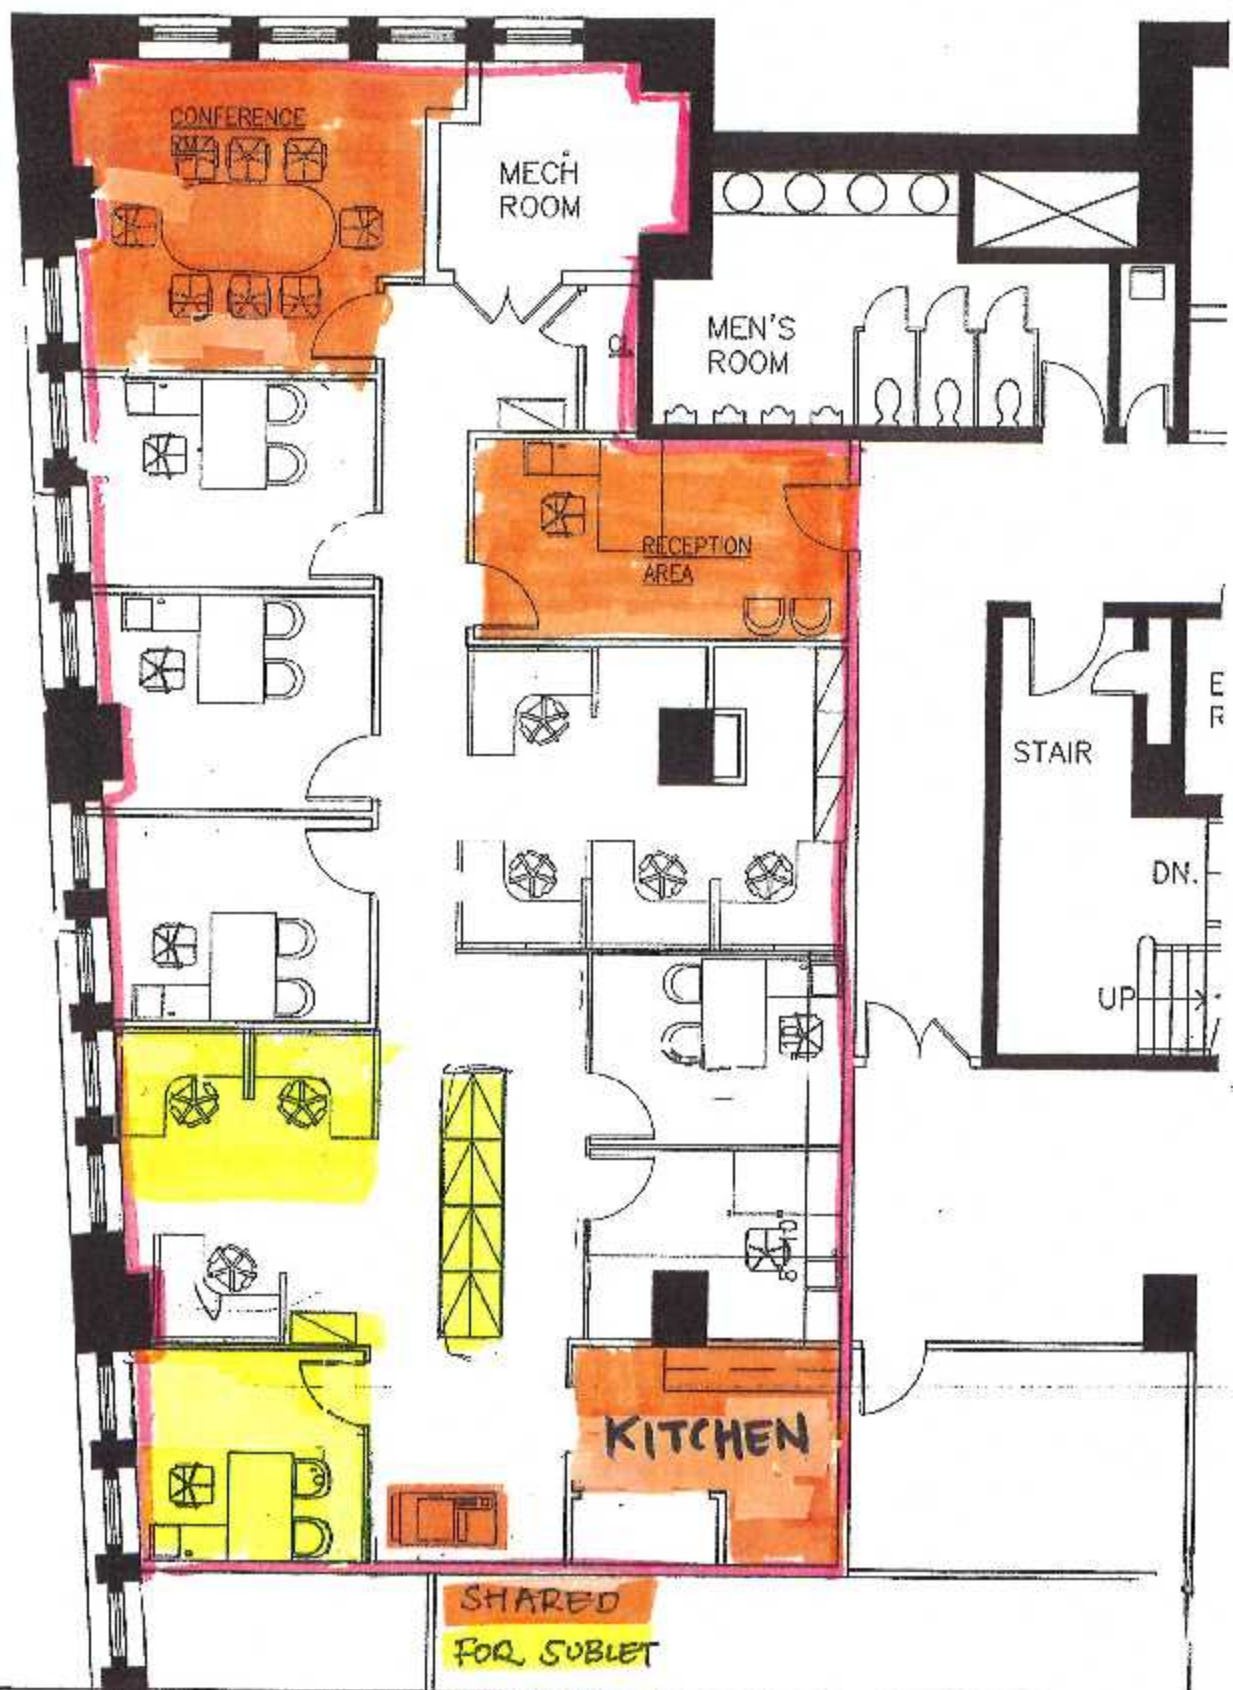 CONFERENCE
MECH
ROOM
MEN'S
ROOM
RECEPTION
AREA
STAIR
DN.
UP
KITCHEN
SHARED
FOR SUBLET